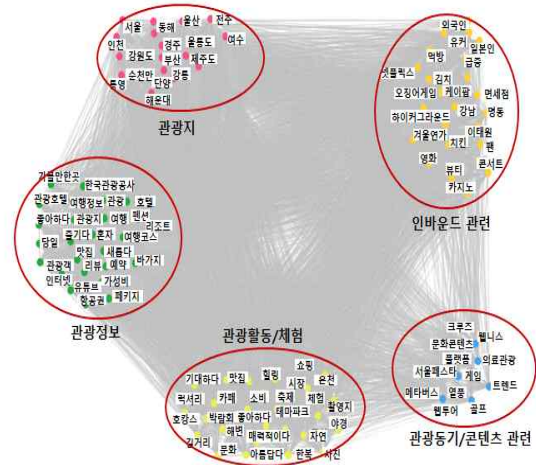 서울
동해
울산
전주
인천
경주
울릉도
여수
강원도
부산
제주도
순천만
강릉
통영
단양
해운대
관광지
외국인
유커
일본인
먹방
급증
넷플릭스
김치
면세점
오징어게임
케이팝
하이커그라운드
강남
명동
겨울연가
이태원
치킨
팬
영화
콘서트
뷰티
카지노
인바운드 관련
가볼만한곳
한국관광공사
관광호텔
여행정보
관광
호텔
좋아하다
관광지
여행
펜션
리조트
당일
즐기다
혼자
여행코스
맛집
새롭다
관광객
리뷰
예약
바가지
인터넷
유튜브
가성비
항공권
패키지
관광정보
관광활동/체험
쇼핑
기대하다
맛집
힐링
시장
온천
럭셔리
카페
소비
축제
체험
촬영지
호캉스
박람회
좋아하다
테마파크
야경
길거리
해변
매력적이다
자연
문화
아름답다
한복
사진
크루즈
웰니스
문화콘텐츠
플랫폼
의료관광
서울페스타
게임
메타버스
열풍
트렌드
웹투어
골프
관광동기/콘텐츠 관련